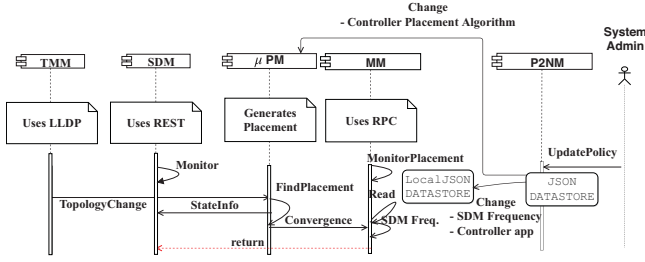 Change
- Controller Placement Algorithm
System
Admin
TMM
SDM
μ PM
MM
P2NM
Uses LLDP
Uses REST
Generates
Placement
Uses RPC
Monitor
MonitorPlacement
UpdatePolicy
FindPlacement
Read
LocalJSON
DATASTORE
JSON
DATASTORE
TopologyChange
StateInfo
Change
- SDM Frequency
- Controller app
Convergence
SDM Freq.
return